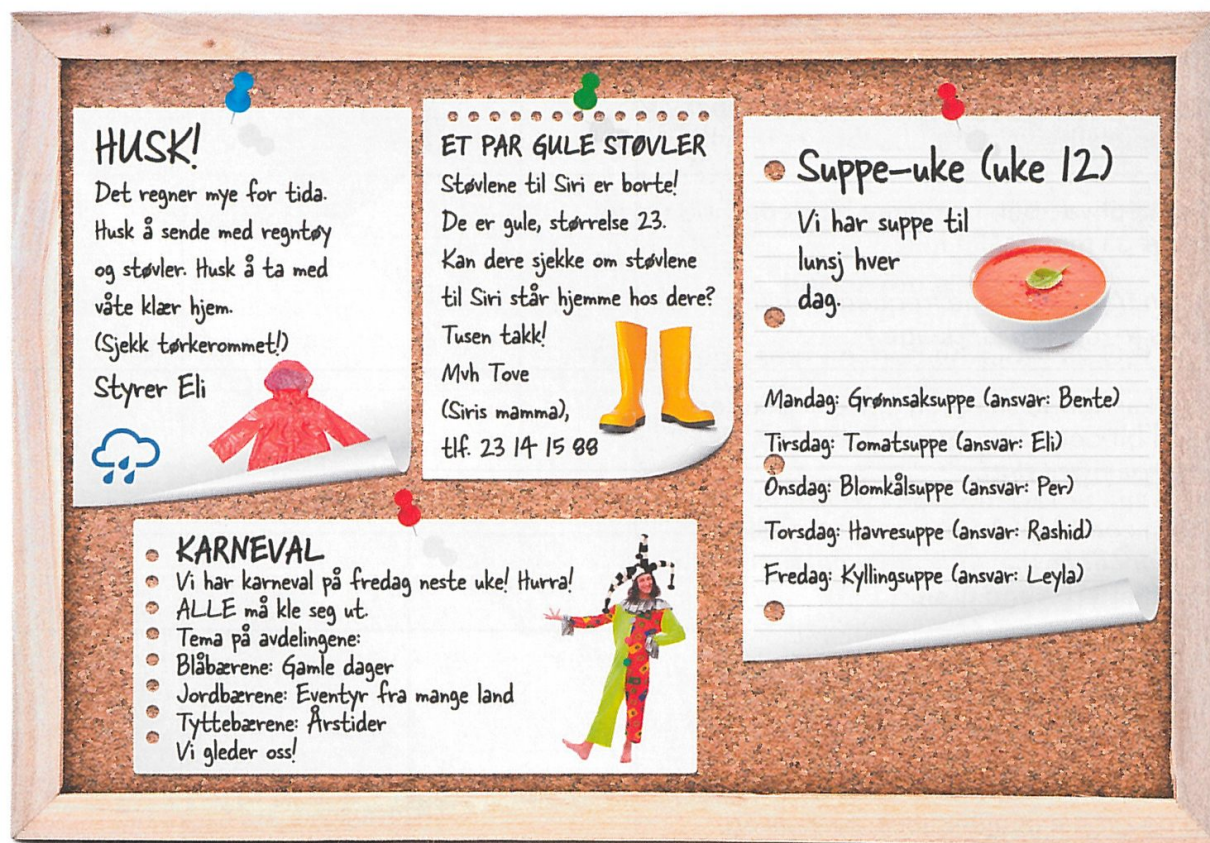 HUSK!
Det regner mye for tida.
Husk å sende med regntøy
og støvler. Husk å ta med
våte klær hjem.
(Sjekk tørkerommet!)
Styrer Eli
ET PAR GULE STØVLER
Støvlene til Siri er borte!
De er gule, størrelse 23.
Kan dere sjekke om støvlene
til Siri står hjemme hos dere?
Tusen takk!
Mvh Tove
(Siris mamma),
tlf. 23 14 15 88
Suppe-uke (uke 12)
Vi har suppe til
lunsj hver
dag.
Mandag: Grønnsaksuppe (ansvar: Bente)
Tirsdag: Tomatsuppe (ansvar: Eli)
Onsdag: Blomkålsuppe (ansvar: Per)
Torsdag: Havresuppe (ansvar: Rashid)
Fredag: Kyllingsuppe (ansvar: Leyla)
KARNEVAL
Vi har karneval på fredag neste uke! Hurra!
ALLE må kle seg ut.
Tema på avdelingene:
Blåbærene: Gamle dager
Jordbærene: Eventyr fra mange land
Tyttebærene: Årstider
Vi gleder oss!